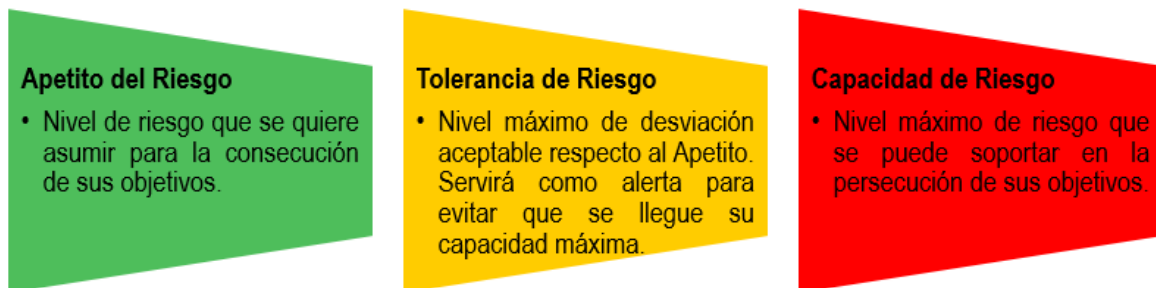 Apetito del Riesgo
• Nivel de riesgo que se quiere
asumir para la consecución
de sus objetivos.
Tolerancia de Riesgo
• Nivel máximo de desviación
aceptable respecto al Apetito.
Servirá como alerta para
evitar que se llegue su
capacidad máxima.
Capacidad de Riesgo
• Nivel máximo de riesgo que
se puede soportar en la
persecución de sus objetivos.